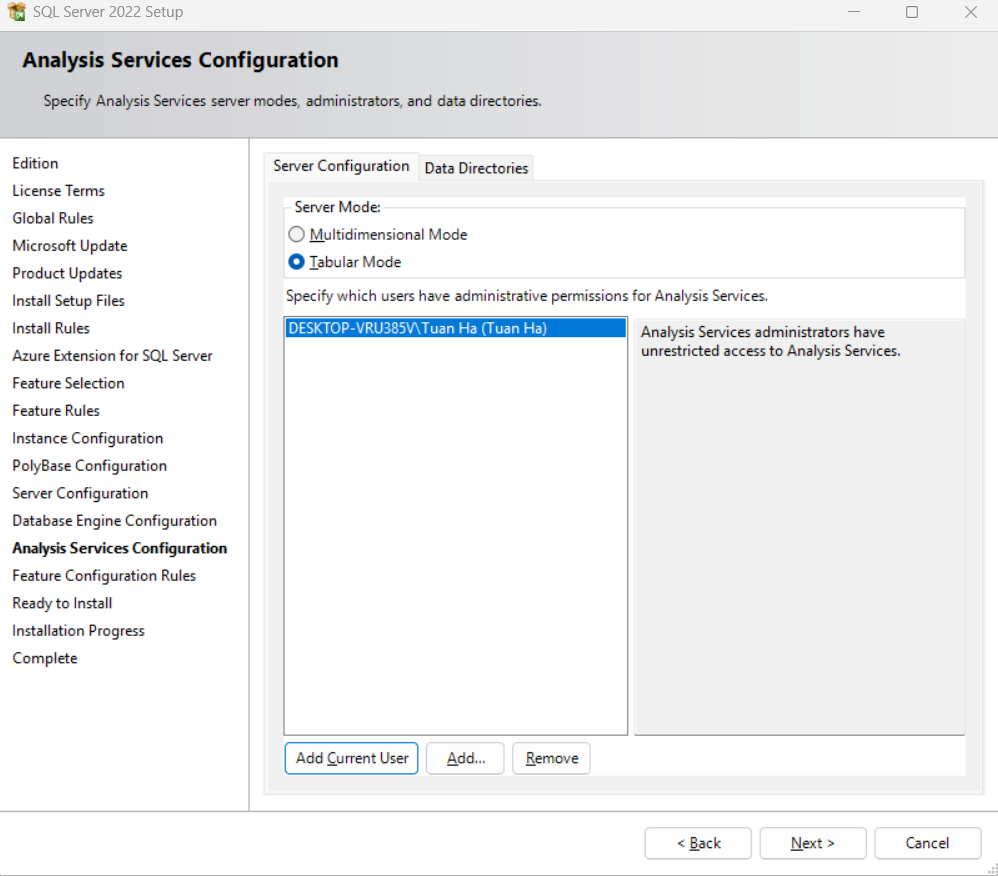 SQL Server 2022 Setup
Analysis Services Configuration
Specify Analysis Services server modes, administrators, and data directories.
Edition
License Terms
Global Rules
Microsoft Update
Product Updates
Install Setup Files
Install Rules
Azure Extension for SQL Server
Feature Selection
Feature Rules
Instance Configuration
PolyBase Configuration
Server Configuration
Database Engine Configuration
Analysis Services Configuration
Feature Configuration Rules
Ready to Install
Installation Progress
Complete
Server Configuration
Data Directories
Server Mode:
Multidimensional Mode
Tabular Mode
Specify which users have administrative permissions for Analysis Services.
DESKTOP-VRU385V\Tuan Ha (Tuan Ha)
Analysis Services administrators have
unrestricted access to Analysis Services.
Add Current User
Add...
Remove
< Back
Next >
Cancel